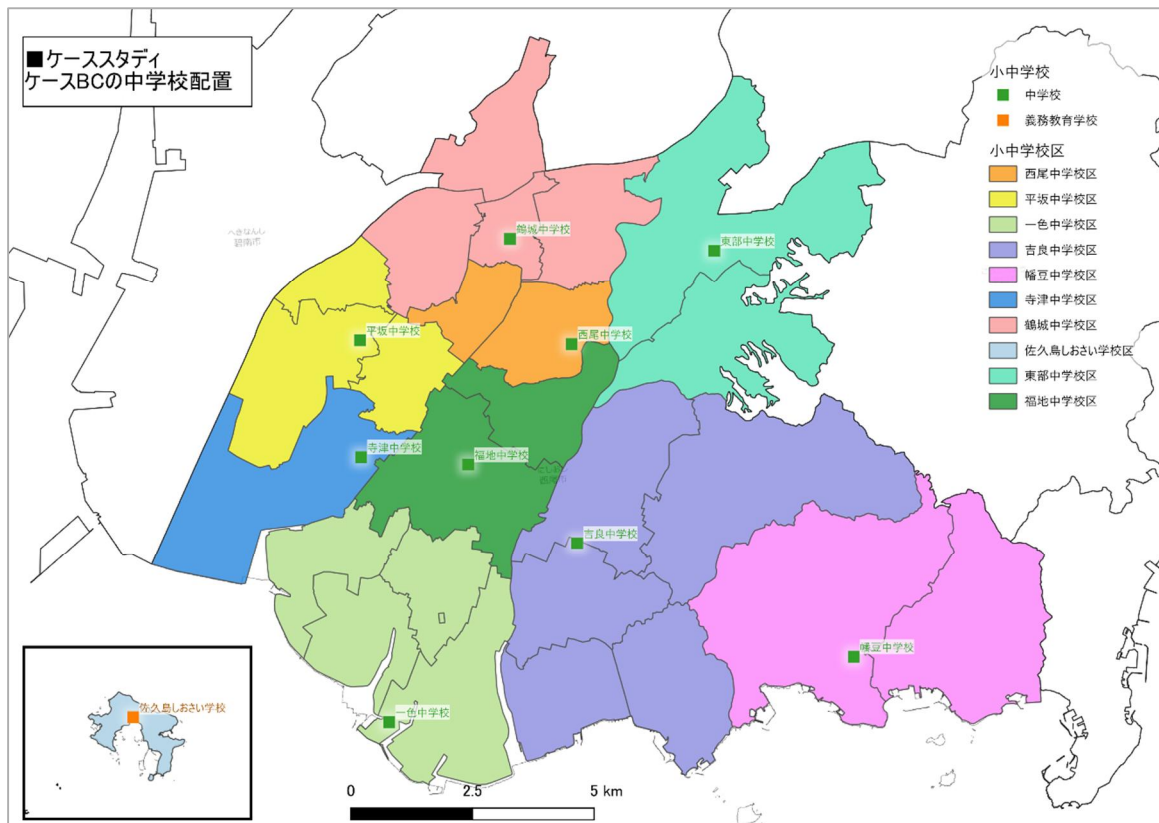 ■ケーススタディ
ケースBCの中学校配置
小中学校
中学校
義務教育学校
小中学校区
西尾中学校区
平坂中学校区
一色中学校区
吉良中学校区
幡豆中学校区
寺津中学校区
鶴城中学校区
佐久島しおさい学校区
東部中学校区
福地中学校区
へきなんし
碧南市
鶴城中学校
東部中学校
平坂中学校
西尾中学校
寺津中学校
福地中学校
吉良中学校
幡豆中学校
一色中学校
佐久島しおさい学校
0 2.5 5 km